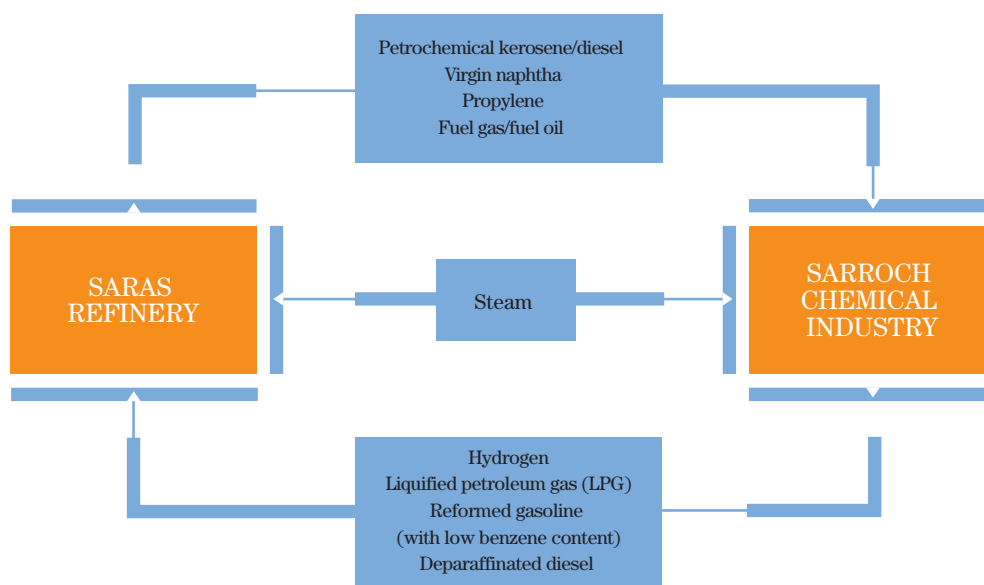 Petrochemical kerosene/diesel
Virgin naphtha
Propylene
Fuel gas/fuel oil
SARAS
REFINERY
Steam
SARROCH
CHEMICAL
INDUSTRY
Hydrogen
Liquified petroleum gas (LPG)
Reformed gasoline
(with low benzene content)
Deparaffinated diesel